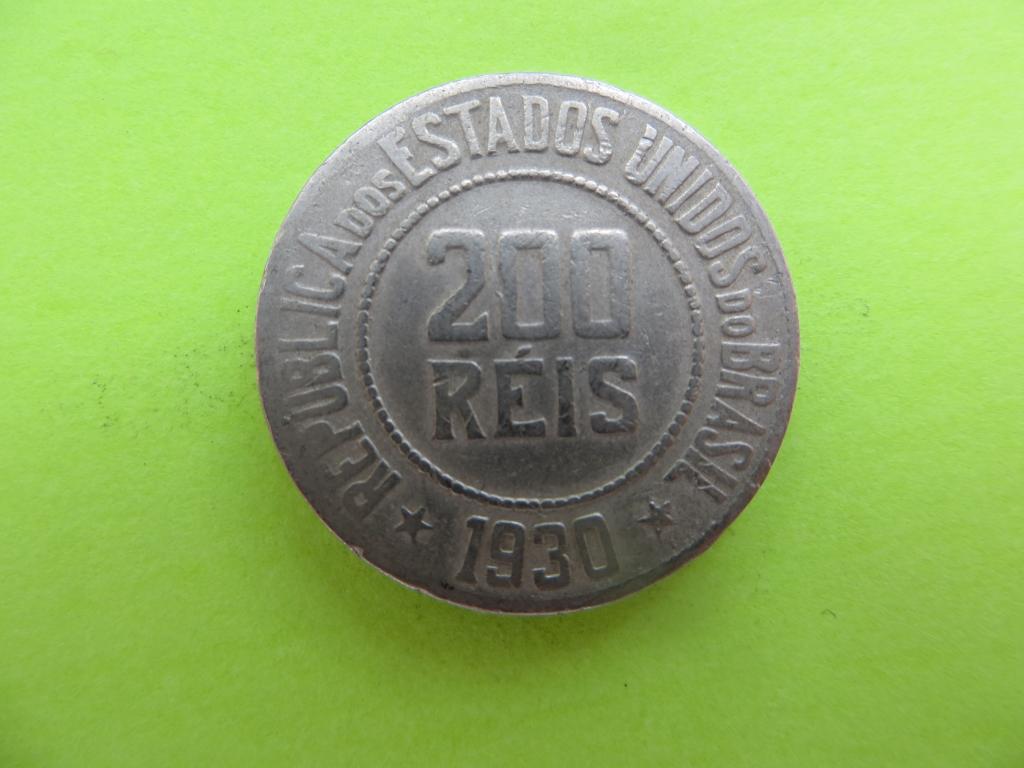 REPUBLICA DOS ESTADOS UNIDOS DO BRASIL
200
RÉIS
1930